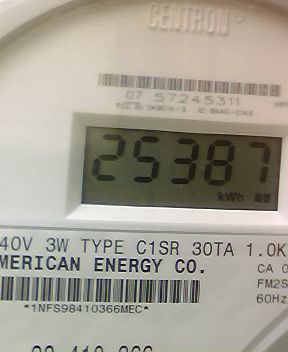 CENTRON
07 57245311
25387
kWh
40V 3W TYPE C1SR 30TA 1.0K
MERICAN ENERGY CO.
CA 0
FM2S
60Hz
*1NFS98410366MEC*